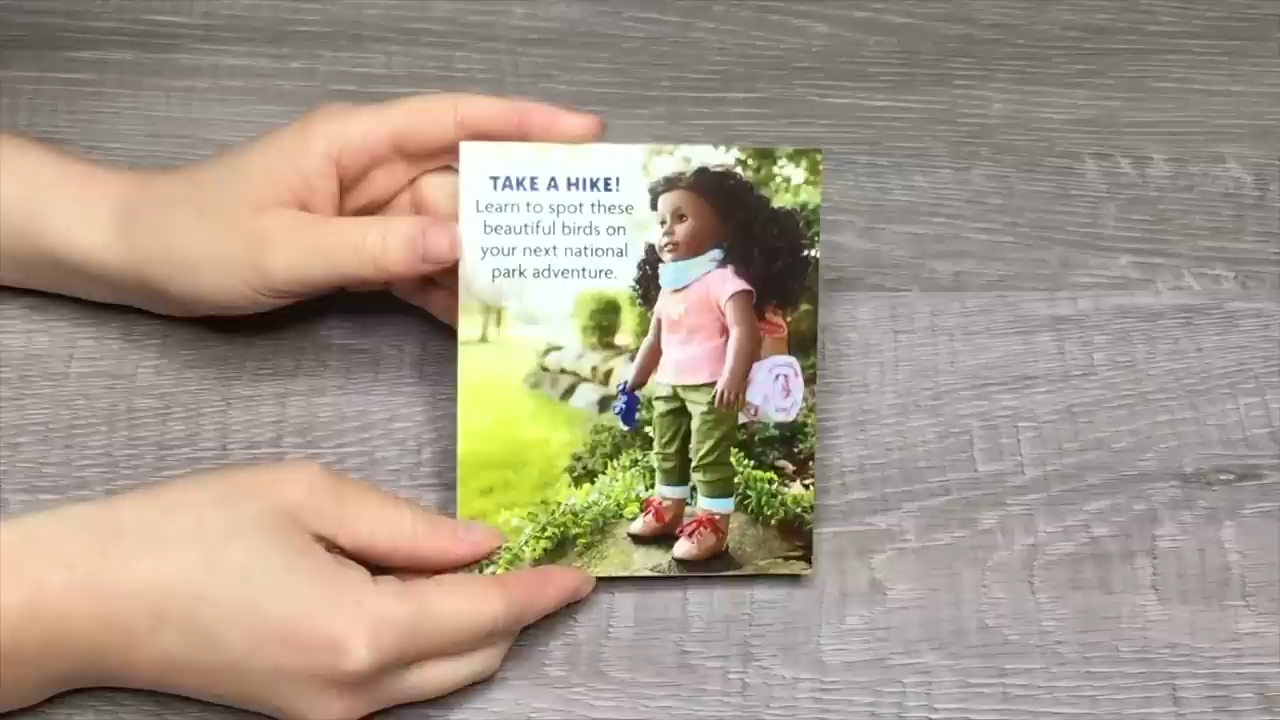 TAKE A HIKE!
Learn to spot these
beautiful birds on
your next national
park adventure.